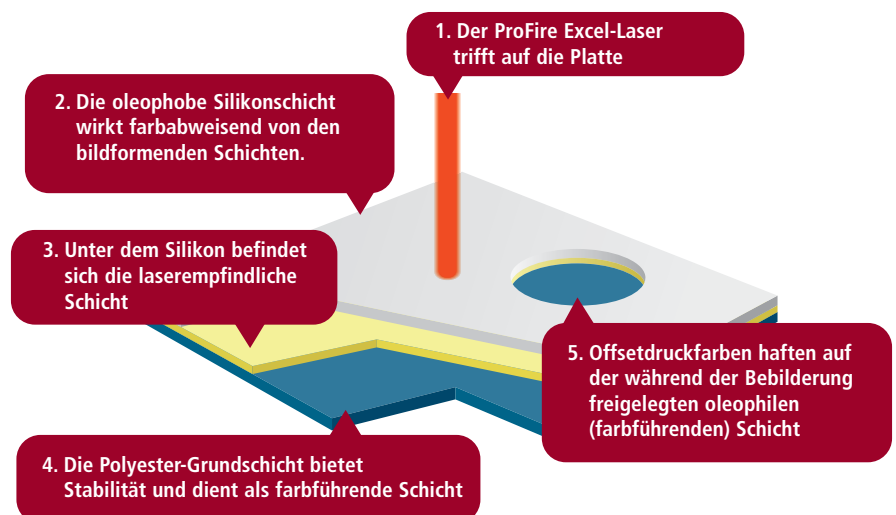 1. Der ProFire Excel-Laser
trifft auf die Platte
2. Die oleophobe Silikonschicht
wirkt farbabweisend von den
bildformenden Schichten.
3. Unter dem Silikon befindet
sich die laserempfindliche
Schicht
4. Die Polyester-Grundschicht bietet
Stabilität und dient als farbführende Schicht
5. Offsetdruckfarben haften auf
der während der Bebilderung
freigelegten oleophilen
(farbführenden) Schicht